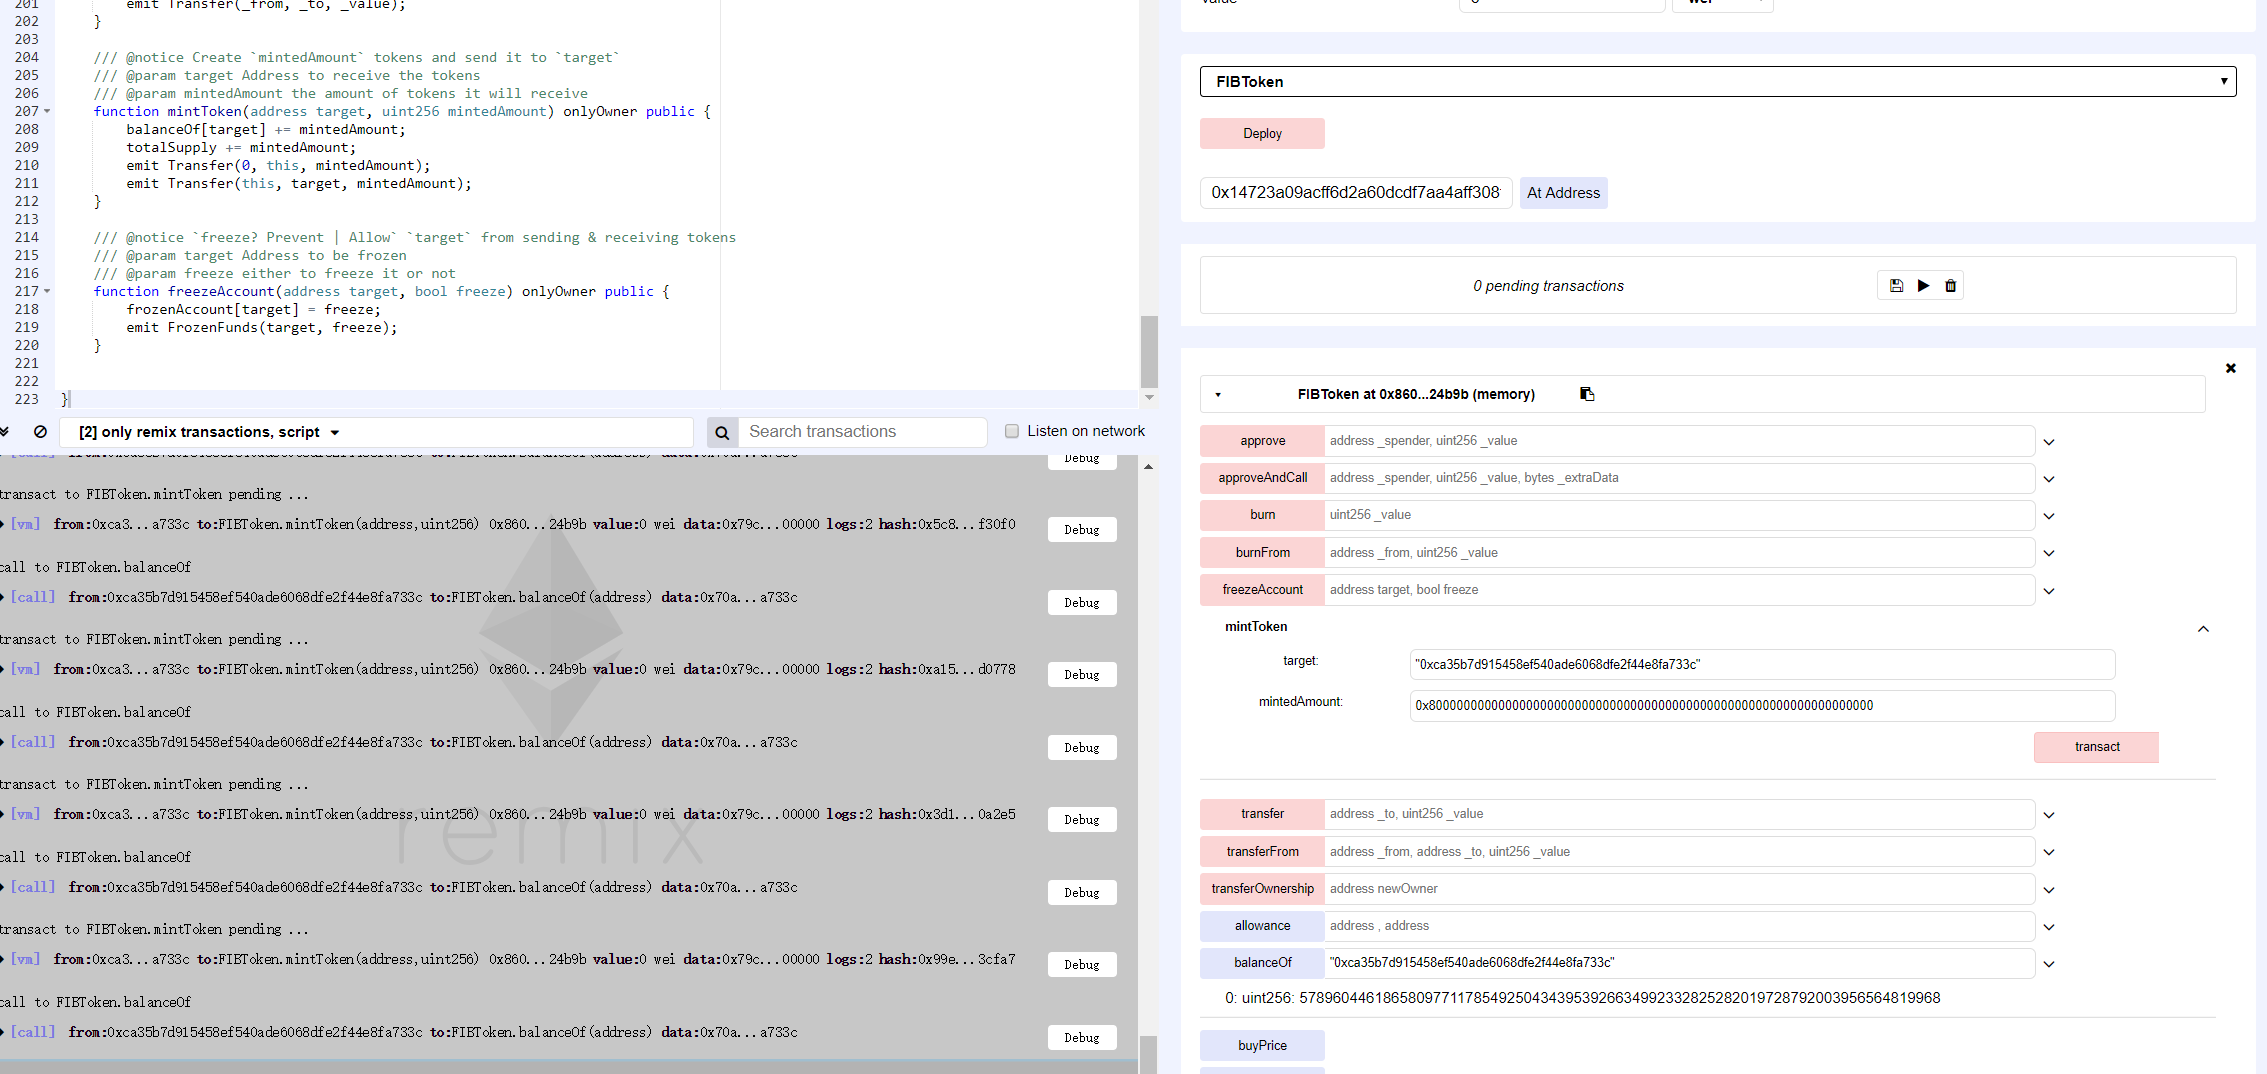 201 emit Transfer(_from, _to, _value);
202 }
203
204 /// @notice Create `mintedAmount` tokens and send it to `target`
205 /// @param target Address to receive the tokens
206 /// @param mintedAmount the amount of tokens it will receive
207 function mintToken(address target, uint256 mintedAmount) onlyOwner public {
208 balanceOf[target] += mintedAmount;
209 totalSupply += mintedAmount;
210 emit Transfer(0, this, mintedAmount);
211 emit Transfer(this, target, mintedAmount);
212 }
213
214 /// @notice `freeze? Prevent | Allow` `target` from sending & receiving tokens
215 /// @param target Address to be frozen
216 /// @param freeze either to freeze it or not
217 function freezeAccount(address target, bool freeze) onlyOwner public {
218 frozenAccount[target] = freeze;
219 emit FrozenFunds(target, freeze);
220 }
221
222
223 }
[2] only remix transactions, script
Search transactions
Listen on network
[call] from:0xca35b7d915458ef540ade6068dfe2f44e8fa733c to:FIBToken.balanceOf(address) data:0x70a...a733c
Debug
transact to FIBToken.mintToken pending ...
[vm] from:0xca3...a733c to:FIBToken.mintToken(address,uint256) 0x860...24b9b value:0 wei data:0x79c...00000 logs:2 hash:0x5c8...f30f0
Debug
call to FIBToken.balanceOf
[call] from:0xca35b7d915458ef540ade6068dfe2f44e8fa733c to:FIBToken.balanceOf(address) data:0x70a...a733c
Debug
transact to FIBToken.mintToken pending ...
[vm] from:0xca3...a733c to:FIBToken.mintToken(address,uint256) 0x860...24b9b value:0 wei data:0x79c...00000 logs:2 hash:0xa15...d0778
Debug
call to FIBToken.balanceOf
[call] from:0xca35b7d915458ef540ade6068dfe2f44e8fa733c to:FIBToken.balanceOf(address) data:0x70a...a733c
Debug
transact to FIBToken.mintToken pending ...
[vm] from:0xca3...a733c to:FIBToken.mintToken(address,uint256) 0x860...24b9b value:0 wei data:0x79c...00000 logs:2 hash:0x3d1...0a2e5
Debug
remix
call to FIBToken.balanceOf
[call] from:0xca35b7d915458ef540ade6068dfe2f44e8fa733c to:FIBToken.balanceOf(address) data:0x70a...a733c
Debug
transact to FIBToken.mintToken pending ...
[vm] from:0xca3...a733c to:FIBToken.mintToken(address,uint256) 0x860...24b9b value:0 wei data:0x79c...00000 logs:2 hash:0x99e...3cfa7
Debug
call to FIBToken.balanceOf
[call] from:0xca35b7d915458ef540ade6068dfe2f44e8fa733c to:FIBToken.balanceOf(address) data:0x70a...a733c
Debug
Value
wei
FIBToken
Deploy
0x14723a09acff6d2a60dcdf7aa4aff308
At Address
0 pending transactions
FIBToken at 0x860...24b9b (memory)
approve address _spender, uint256 _value
approveAndCall address _spender, uint256 _value, bytes _extraData
burn uint256 _value
burnFrom address _from, uint256 _value
freezeAccount address target, bool freeze
mintToken
target: "0xca35b7d915458ef540ade6068dfe2f44e8fa733c"
mintedAmount: 0x8000000000000000000000000000000000000000000000000000000000000000
transact
transfer address _to, uint256 _value
transferFrom address _from, address _to, uint256 _value
transferOwnership address newOwner
allowance address , address
balanceOf "0xca35b7d915458ef540ade6068dfe2f44e8fa733c"
0: uint256: 57896044618658097711785492504343953926634992332820282019728792003956564819968
buyPrice